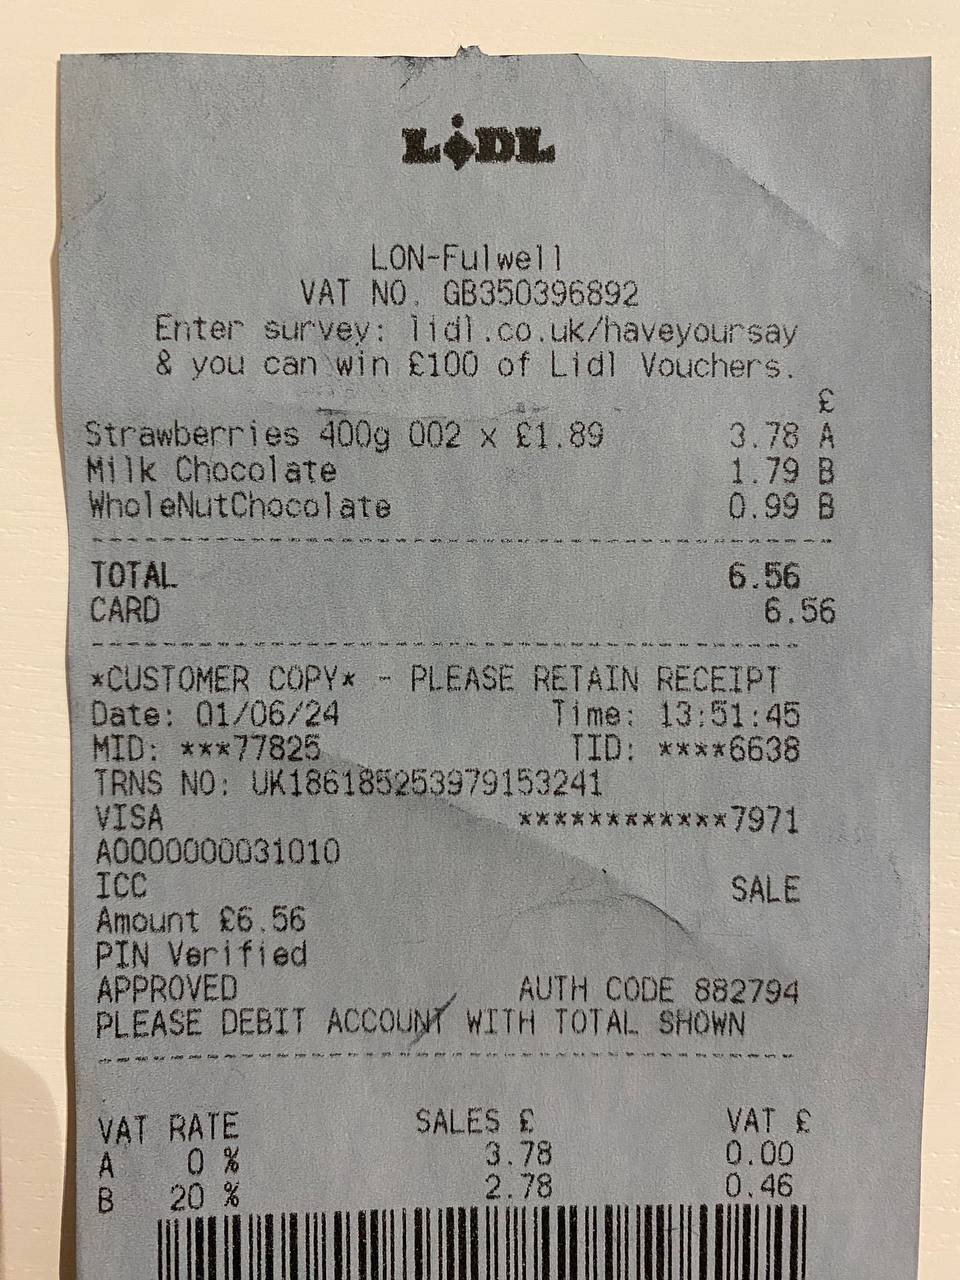 LiDL
LON-Fulwell
VAT NO. GB350396892
Enter survey: lidl.co.uk/haveyoursay
& you can win £100 of Lidl Vouchers.
£
Strawberries 400g 002 x £1.89 3.78 A
Milk Chocolate 1.79 B
WholeNutChocolate 0.99 B
TOTAL 6.56
CARD 6.56
*CUSTOMER COPY* - PLEASE RETAIN RECEIPT
Date: 01/06/24 Time: 13:51:45
MID: ***77825 TID: ****6638
TRNS NO: UK186185253979153241
VISA ************7971
A0000000031010
ICC SALE
Amount £6.56
PIN Verified
APPROVED AUTH CODE 882794
PLEASE DEBIT ACCOUNT WITH TOTAL SHOWN
VAT RATE SALES £ VAT £
A 0 % 3.78 0.00
B 20 % 2.78 0.46